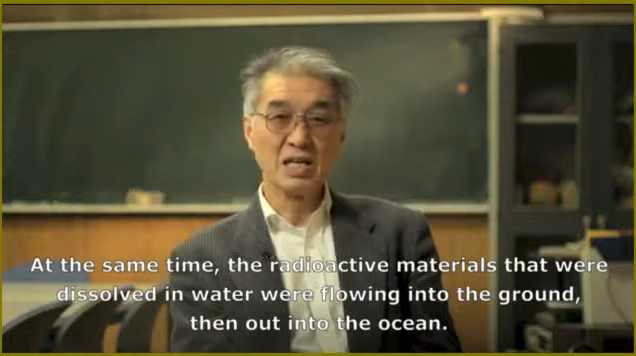 At the same time, the radioactive materials that were
dissolved in water were flowing into the ground,
then out into the ocean.